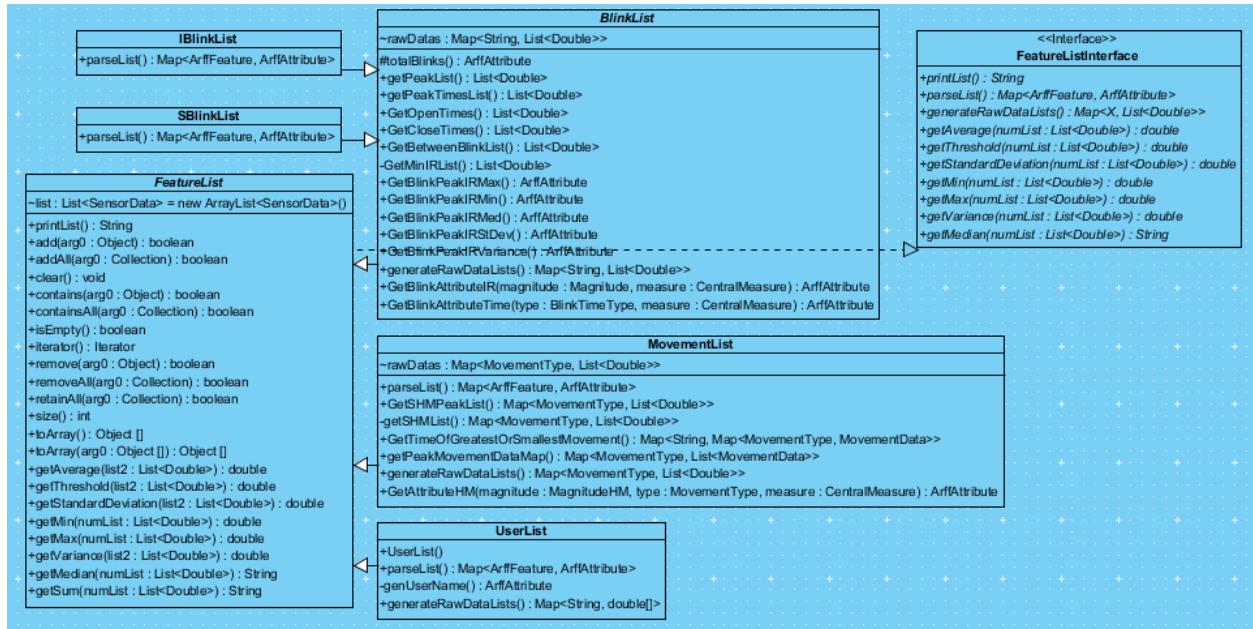 IBlinkList
+parseList() : Map<ArffFeature, ArffAttribute>
SBlinkList
+parseList() : Map<ArffFeature, ArffAttribute>
FeatureList
~list : List<SensorData> = new ArrayList<SensorData>()
+printList() : String
+add(arg0 : Object) : boolean
+addAll(arg0 : Collection) : boolean
+clear() : void
+contains(arg0 : Object) : boolean
+containsAll(arg0 : Collection) : boolean
+isEmpty() : boolean
+iterator() : Iterator
+remove(arg0 : Object) : boolean
+removeAll(arg0 : Collection) : boolean
+retainAll(arg0 : Collection) : boolean
+size() : int
+toArray() : Object []
+toArray(arg0 : Object []) : Object []
+getAverage(list2 : List<Double>) : double
+getThreshold(list2 : List<Double>) : double
+getStandardDeviation(list2 : List<Double>) : double
+getMin(numList : List<Double>) : double
+getMax(numList : List<Double>) : double
+getVariance(list2 : List<Double>) : double
+getMedian(numList : List<Double>) : String
+getSum(numList : List<Double>) : String
BlinkList
~rawDatas : Map<String, List<Double>>
#totalBlinks() : ArffAttribute
+getPeakList() : List<Double>
+getPeakTimesList() : List<Double>
+GetOpenTimes() : List<Double>
+GetCloseTimes() : List<Double>
+GetBetweenBlinkList() : List<Double>
-GetMinIRList() : List<Double>
+GetBlinkPeakIRMax() : ArffAttribute
+GetBlinkPeakIRMin() : ArffAttribute
+GetBlinkPeakIRMed() : ArffAttribute
+GetBlinkPeakIRStDev() : ArffAttribute
+GetBlinkPeakIRVariance() : ArffAttribute
+generateRawDataLists() : Map<String, List<Double>>
+GetBlinkAttributeIR(magnitude : Magnitude, measure : CentralMeasure) : ArffAttribute
+GetBlinkAttributeTime(type : BlinkTimeType, measure : CentralMeasure) : ArffAttribute
MovementList
~rawDatas : Map<MovementType, List<Double>>
+parseList() : Map<ArffFeature, ArffAttribute>
+GetSHMPeakList() : Map<MovementType, List<Double>>
-getSHMList() : Map<MovementType, List<Double>>
+GetTimeOfGreatestOrSmallestMovement() : Map<String, Map<MovementType, MovementData>>
+getPeakMovementDataMap() : Map<MovementType, List<MovementData>>
+generateRawDataLists() : Map<MovementType, List<Double>>
+GetAttributeHM(magnitude : MagnitudeHM, type : MovementType, measure : CentralMeasure) : ArffAttribute
UserList
+UserList()
+parseList() : Map<ArffFeature, ArffAttribute>
-genUserName() : ArffAttribute
+generateRawDataLists() : Map<String, double[]>
<<Interface>>
FeatureListInterface
+printList() : String
+parseList() : Map<ArffFeature, ArffAttribute>
+generateRawDataLists() : Map<X, List<Double>>
+getAverage(numList : List<Double>) : double
+getThreshold(numList : List<Double>) : double
+getStandardDeviation(numList : List<Double>) : double
+getMin(numList : List<Double>) : double
+getMax(numList : List<Double>) : double
+getVariance(numList : List<Double>) : double
+getMedian(numList : List<Double>) : String